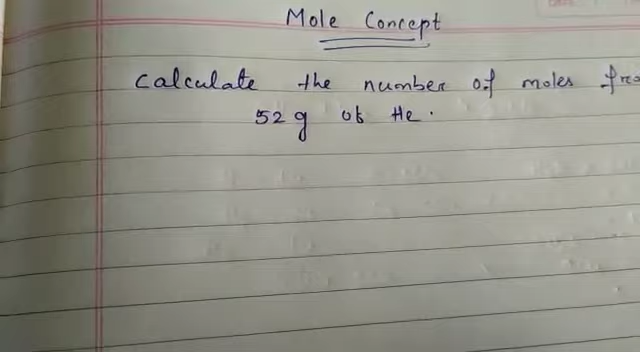 Mole Concept
Calculate the number of moles
52 g of He.